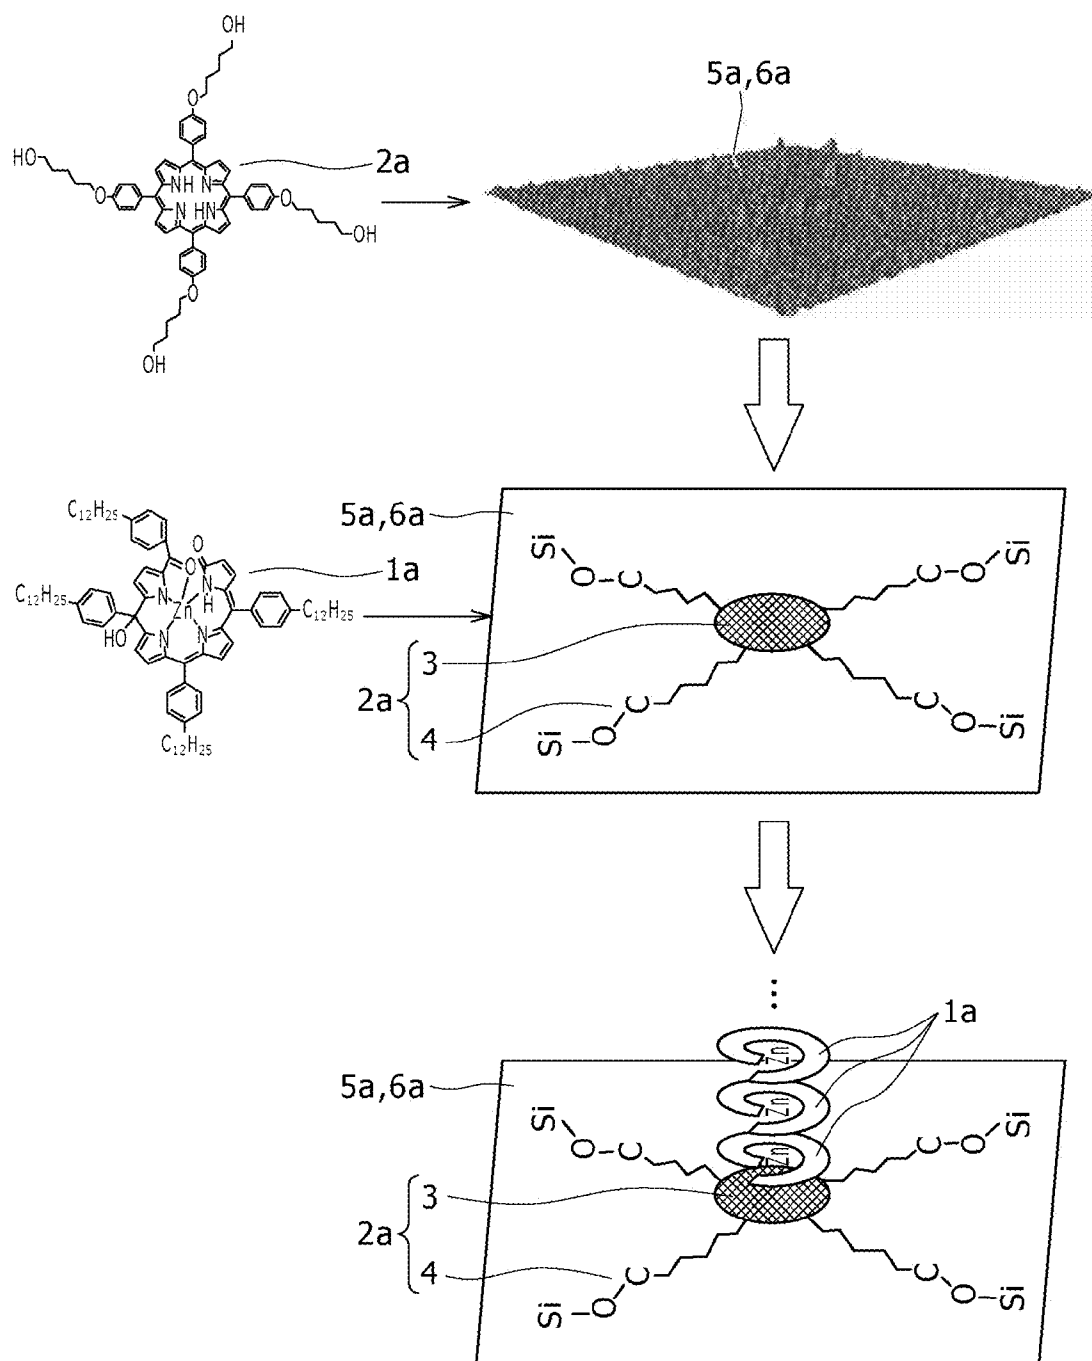 OH
O
HO
O
NH
N
N
HN
O
OH
O
OH
2a
5a,6a
C₁₂H₂₅
O
O
C₁₂H₂₅
N
N
H
Zn
HO
N
N
C₁₂H₂₅
C₁₂H₂₅
1a
5a,6a
Si
O
C
C
O
Si
3
2a
4
C
O
Si
C
O
Si
...
1a
Zn
Zn
Zn
5a,6a
Si
O
C
C
O
Si
3
2a
4
C
O
Si
C
O
Si